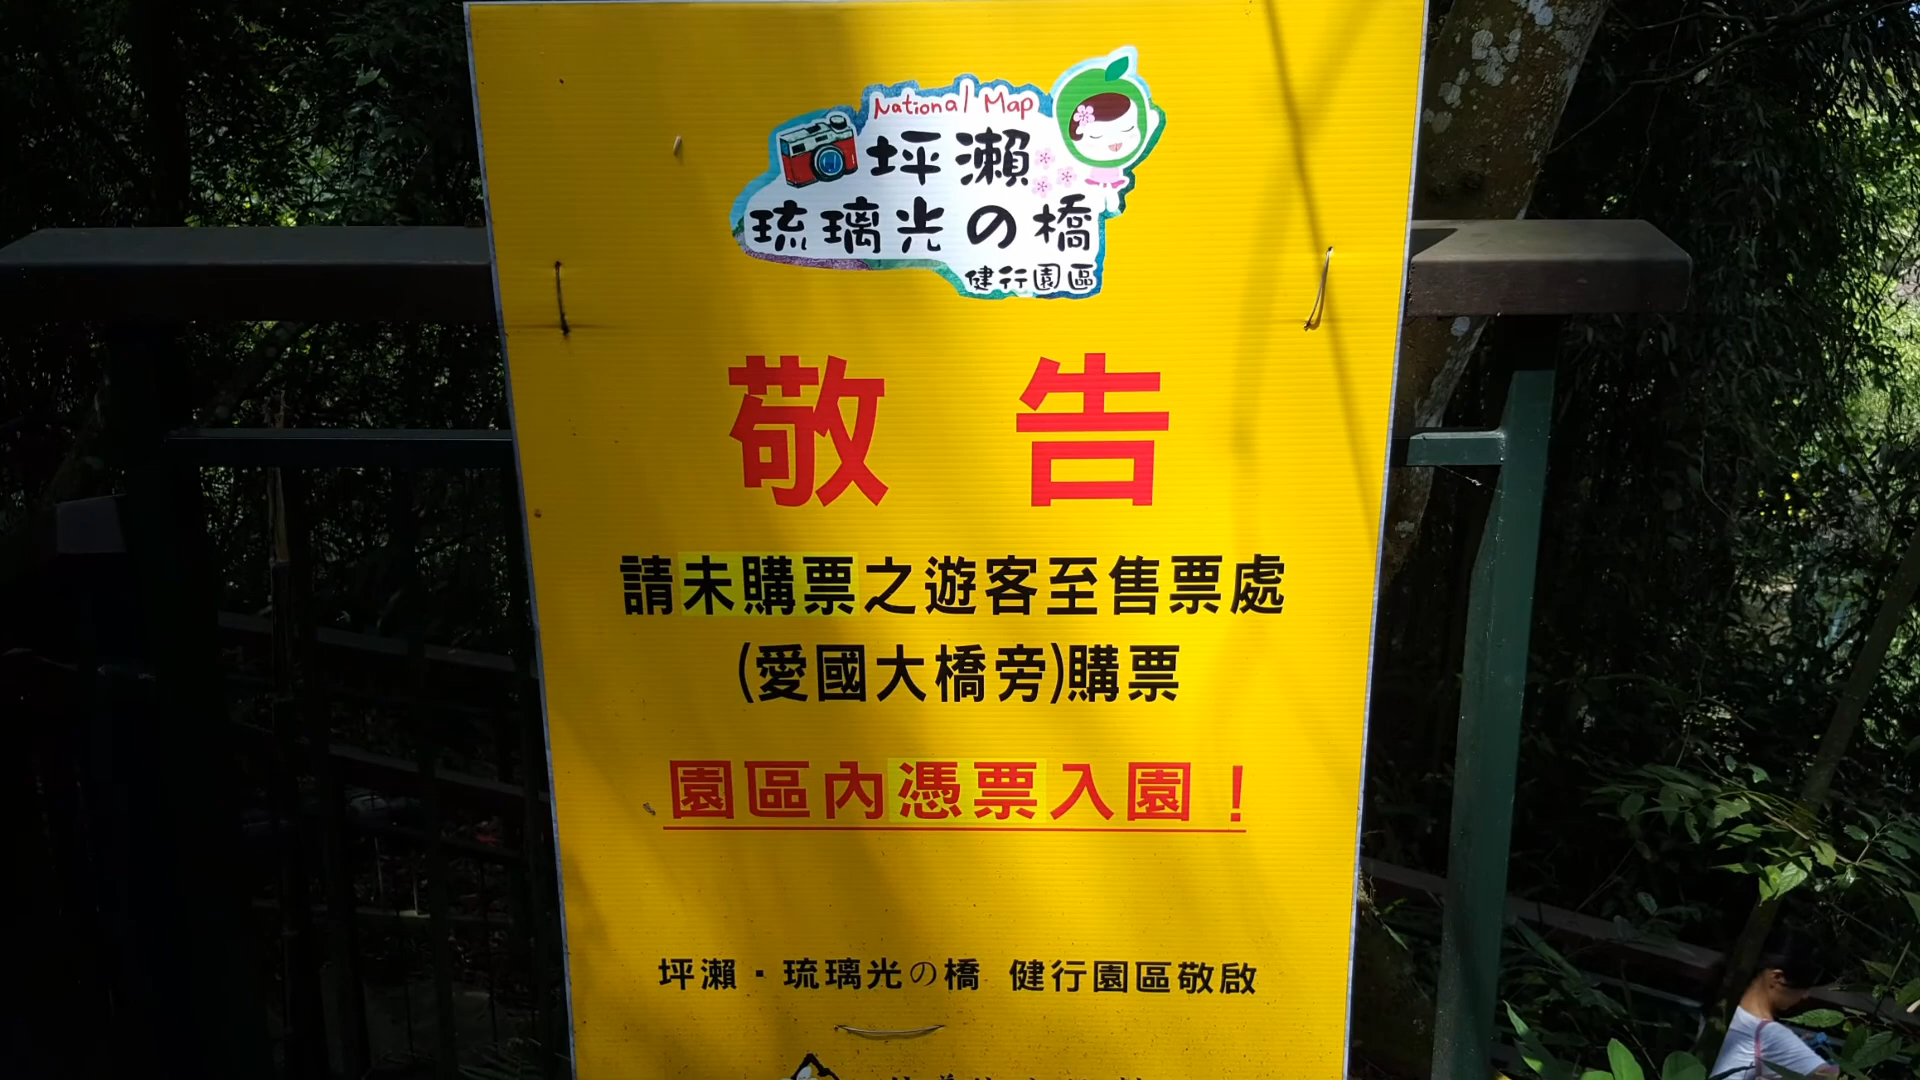 National Map
坪瀨
琉璃光の橋
健行園區
敬告
請未購票之遊客至售票處
(愛國大橋旁)購票
園區內憑票入園！
坪瀨・琉璃光の橋 健行園區敬啟